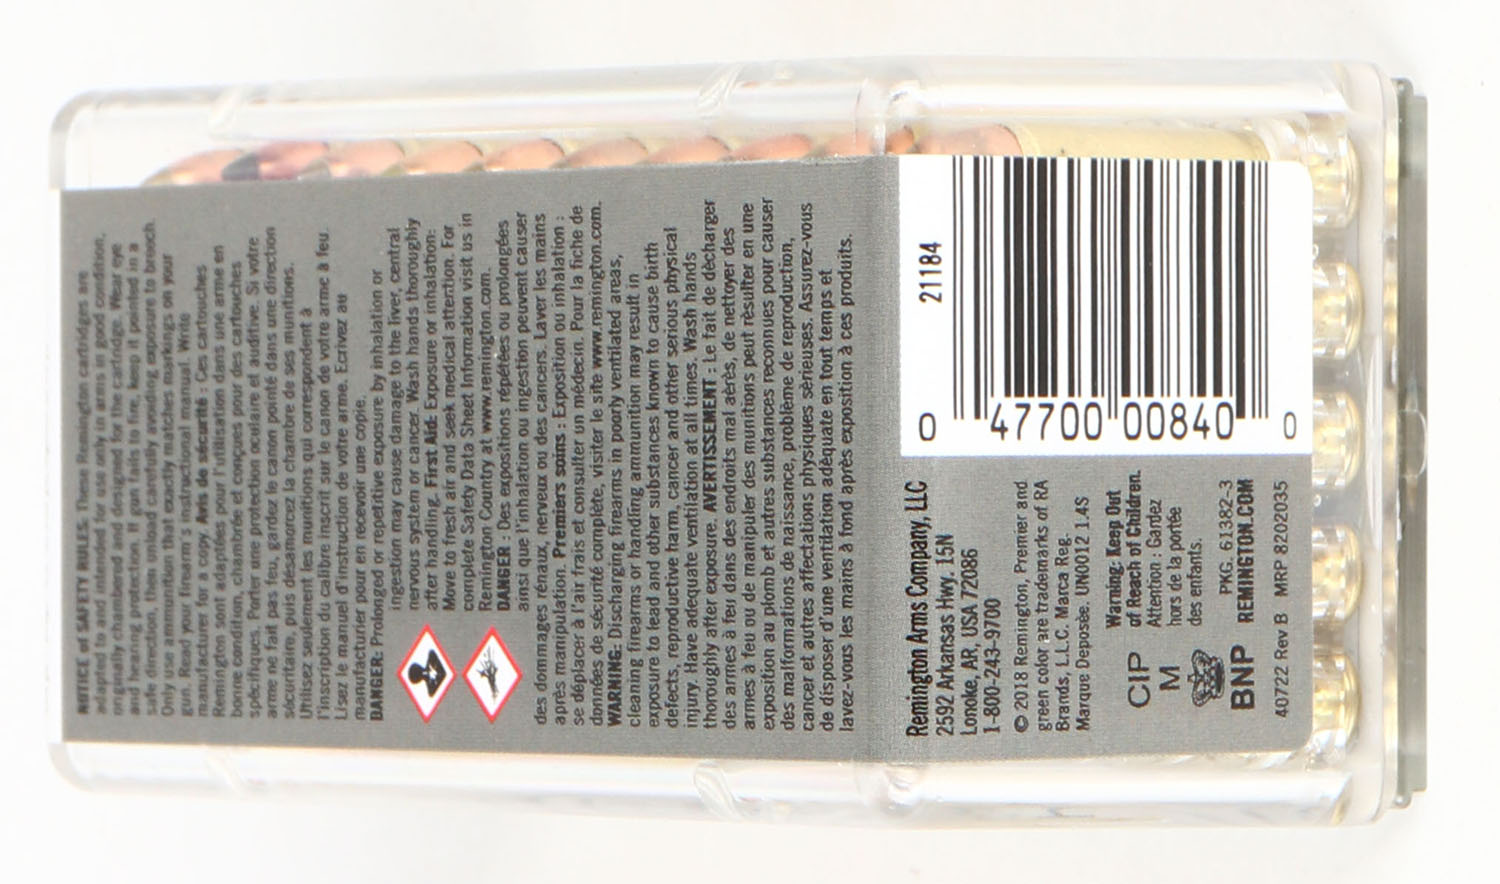 NOTICE of SAFETY RULES: These Remington cartridges are
adapted to and intended for use only in arms in good condition,
originally chambered and designed for the cartridge. Wear eye
and hearing protection. If gun fails to fire, keep it pointed in a
safe direction, then unload carefully avoiding exposure to breech.
Only use ammunition that exactly matches markings on your
gun. Read your firearm's instructional manual. Write
manufacturer for a copy. Avis de sécurité : Ces cartouches
Remington sont adaptées pour l'utilisation dans une arme en
bonne condition, chambrée et conçues pour des cartouches
spécifiques. Porter une protection oculaire et auditive. Si votre
arme ne fait pas feu, gardez le canon pointé dans une direction
sécuritaire, puis désamorcez la chambre de ses munitions.
Utilisez seulement les munitions qui correspondent à
l'inscription du calibre inscrit sur le canon de votre arme à feu.
Lisez le manuel d'instruction de votre arme. Ecrivez au
manufacturier pour en recevoir une copie.
DANGER: Prolonged or repetitive exposure by inhalation or
ingestion may cause damage to the liver, central
nervous system or cancer. Wash hands thoroughly
after handling. First Aid: Exposure or inhalation:
Move to fresh air and seek medical attention. For
complete Safety Data Sheet Information visit us in
Remington Country at www.remington.com.
DANGER : Des expositions répétées ou prolongées
ainsi que l'inhalation ou ingestion peuvent causer
des dommages rénaux, nerveux ou des cancers. Laver les mains
après manipulation. Premiers soins : Exposition ou inhalation :
se déplacer à l'air frais et consulter un médecin. Pour la fiche de
données de sécurité complète, visiter le site www.remington.com.
WARNING: Discharging firearms in poorly ventilated areas,
cleaning firearms or handling ammunition may result in
exposure to lead and other substances known to cause birth
defects, reproductive harm, cancer and other serious physical
injury. Have adequate ventilation at all times. Wash hands
thoroughly after exposure. AVERTISSEMENT : Le fait de décharger
des armes à feu dans des endroits mal aérés, de nettoyer des
armes à feu ou de manipuler des munitions peut résulter en une
exposition au plomb et autres substances reconnues pour causer
des malformations de naissance, problème de reproduction,
cancer et autres affectations physiques sérieuses. Assurez-vous
de disposer d'une ventilation adéquate en tout temps et
lavez-vous les mains à fond après exposition à ces produits.
Remington Arms Company, LLC
2592 Arkansas Hwy. 15N
Lonoke, AR, USA 72086
1-800-243-9700
© 2018 Remington, Premier and
green color are trademarks of RA
Brands, L.L.C. Marca Reg.
Marque Deposèe. UN0012 1.4S
Warning: Keep Out
of Reach of Children.
Attention : Gardez
hors de la portée
des enfants.
CIP
M
BNP
PKG. 61382-3
REMINGTON.COM
40722 Rev B MRP 8202035
21184
0 47700 00840 0